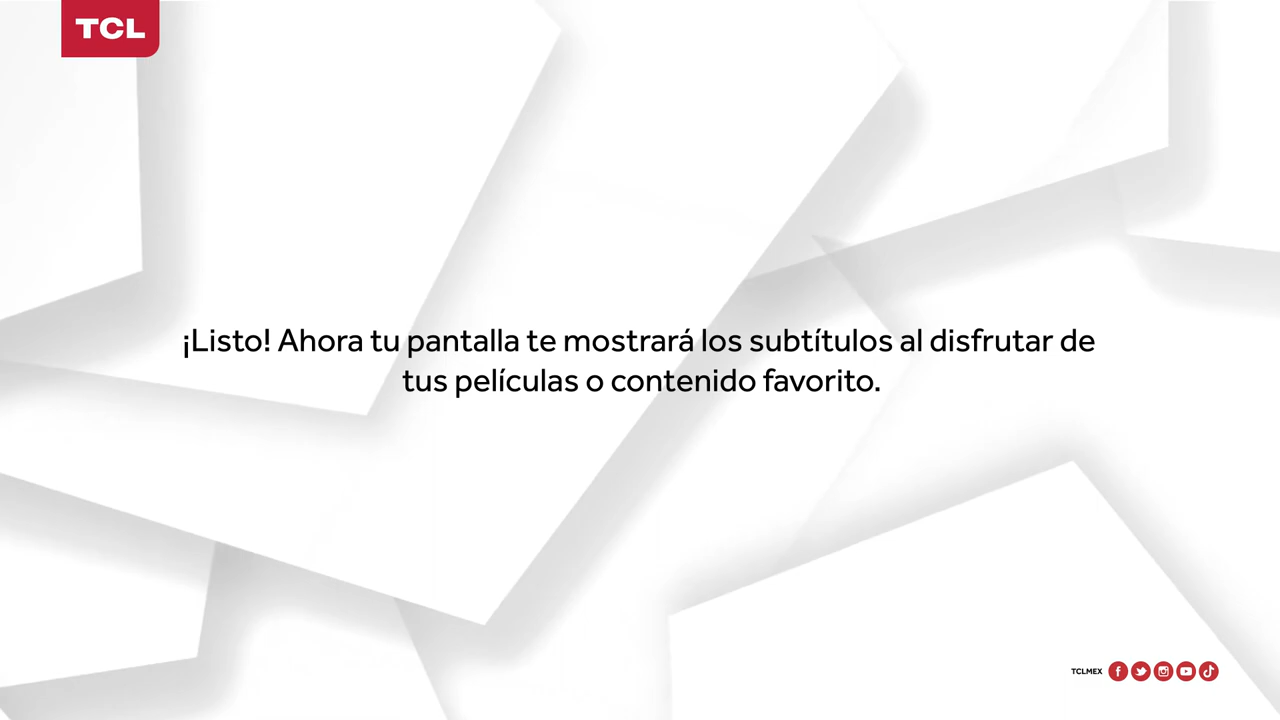 TCL
¡Listo! Ahora tu pantalla te mostrará los subtítulos al disfrutar de
tus películas o contenido favorito.
TCLMEX